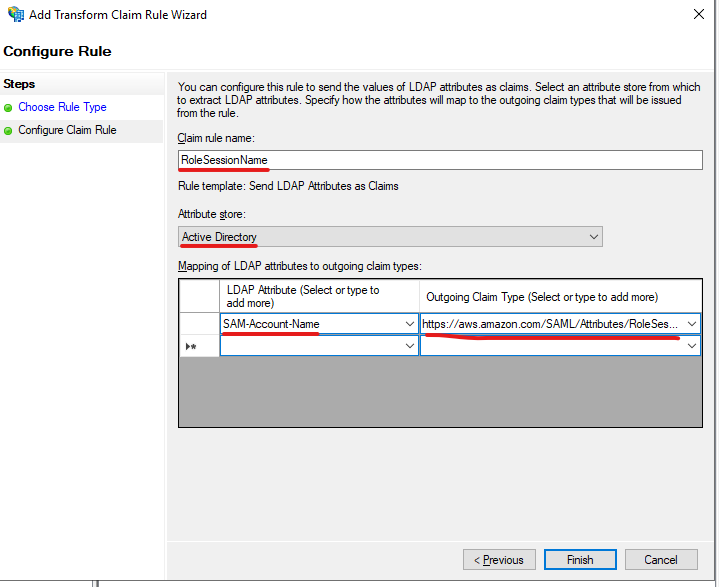 Add Transform Claim Rule Wizard
Configure Rule
Steps
Choose Rule Type
Configure Claim Rule
You can configure this rule to send the values of LDAP attributes as claims. Select an attribute store from which
to extract LDAP attributes. Specify how the attributes will map to the outgoing claim types that will be issued
from the rule.
Claim rule name:
RoleSessionName
Rule template: Send LDAP Attributes as Claims
Attribute store:
Active Directory
Mapping of LDAP attributes to outgoing claim types:
LDAP Attribute (Select or type to
add more)
Outgoing Claim Type (Select or type to add more)
SAM-Account-Name
https://aws.amazon.com/SAML/Attributes/RoleSes...
< Previous
Finish
Cancel